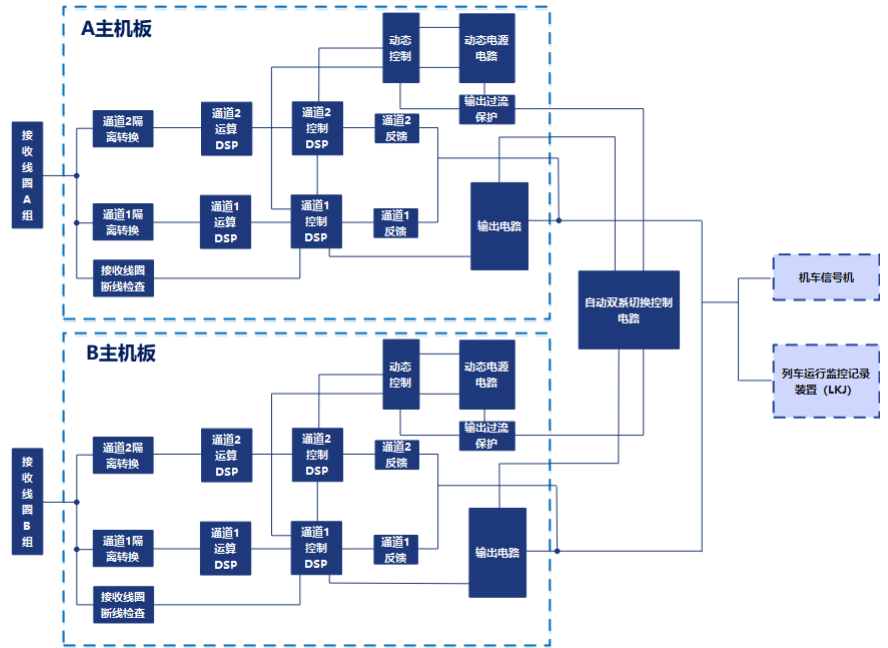 A主机板
接
收
线
圈
A
组
通道2隔
离转换
通道2
运算
DSP
通道2
控制
DSP
通道2
反馈
动态
控制
动态电源
电路
输出过流
保护
通道1隔
离转换
通道1
运算
DSP
通道1
控制
DSP
通道1
反馈
输出电路
接收线圈
断线检查
自动双系切换控制
电路
机车信号机
列车运行监控记录
装置（LKJ）
B主机板
接
收
线
圈
B
组
通道2隔
离转换
通道2
运算
DSP
通道2
控制
DSP
通道2
反馈
动态
控制
动态电源
电路
输出过流
保护
通道1隔
离转换
通道1
运算
DSP
通道1
控制
DSP
通道1
反馈
输出电路
接收线圈
断线检查